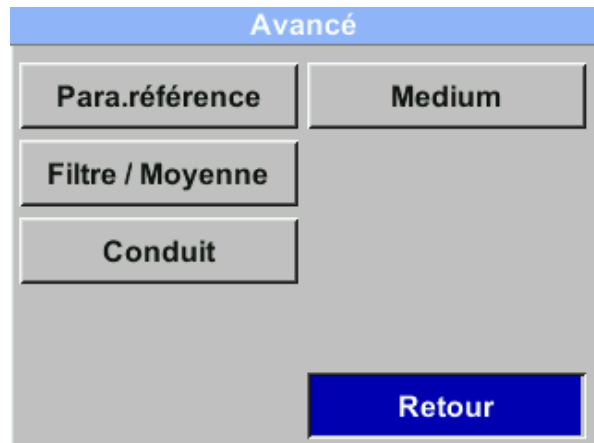 Avancé
Para.référence
Medium
Filtre / Moyenne
Conduit
Retour